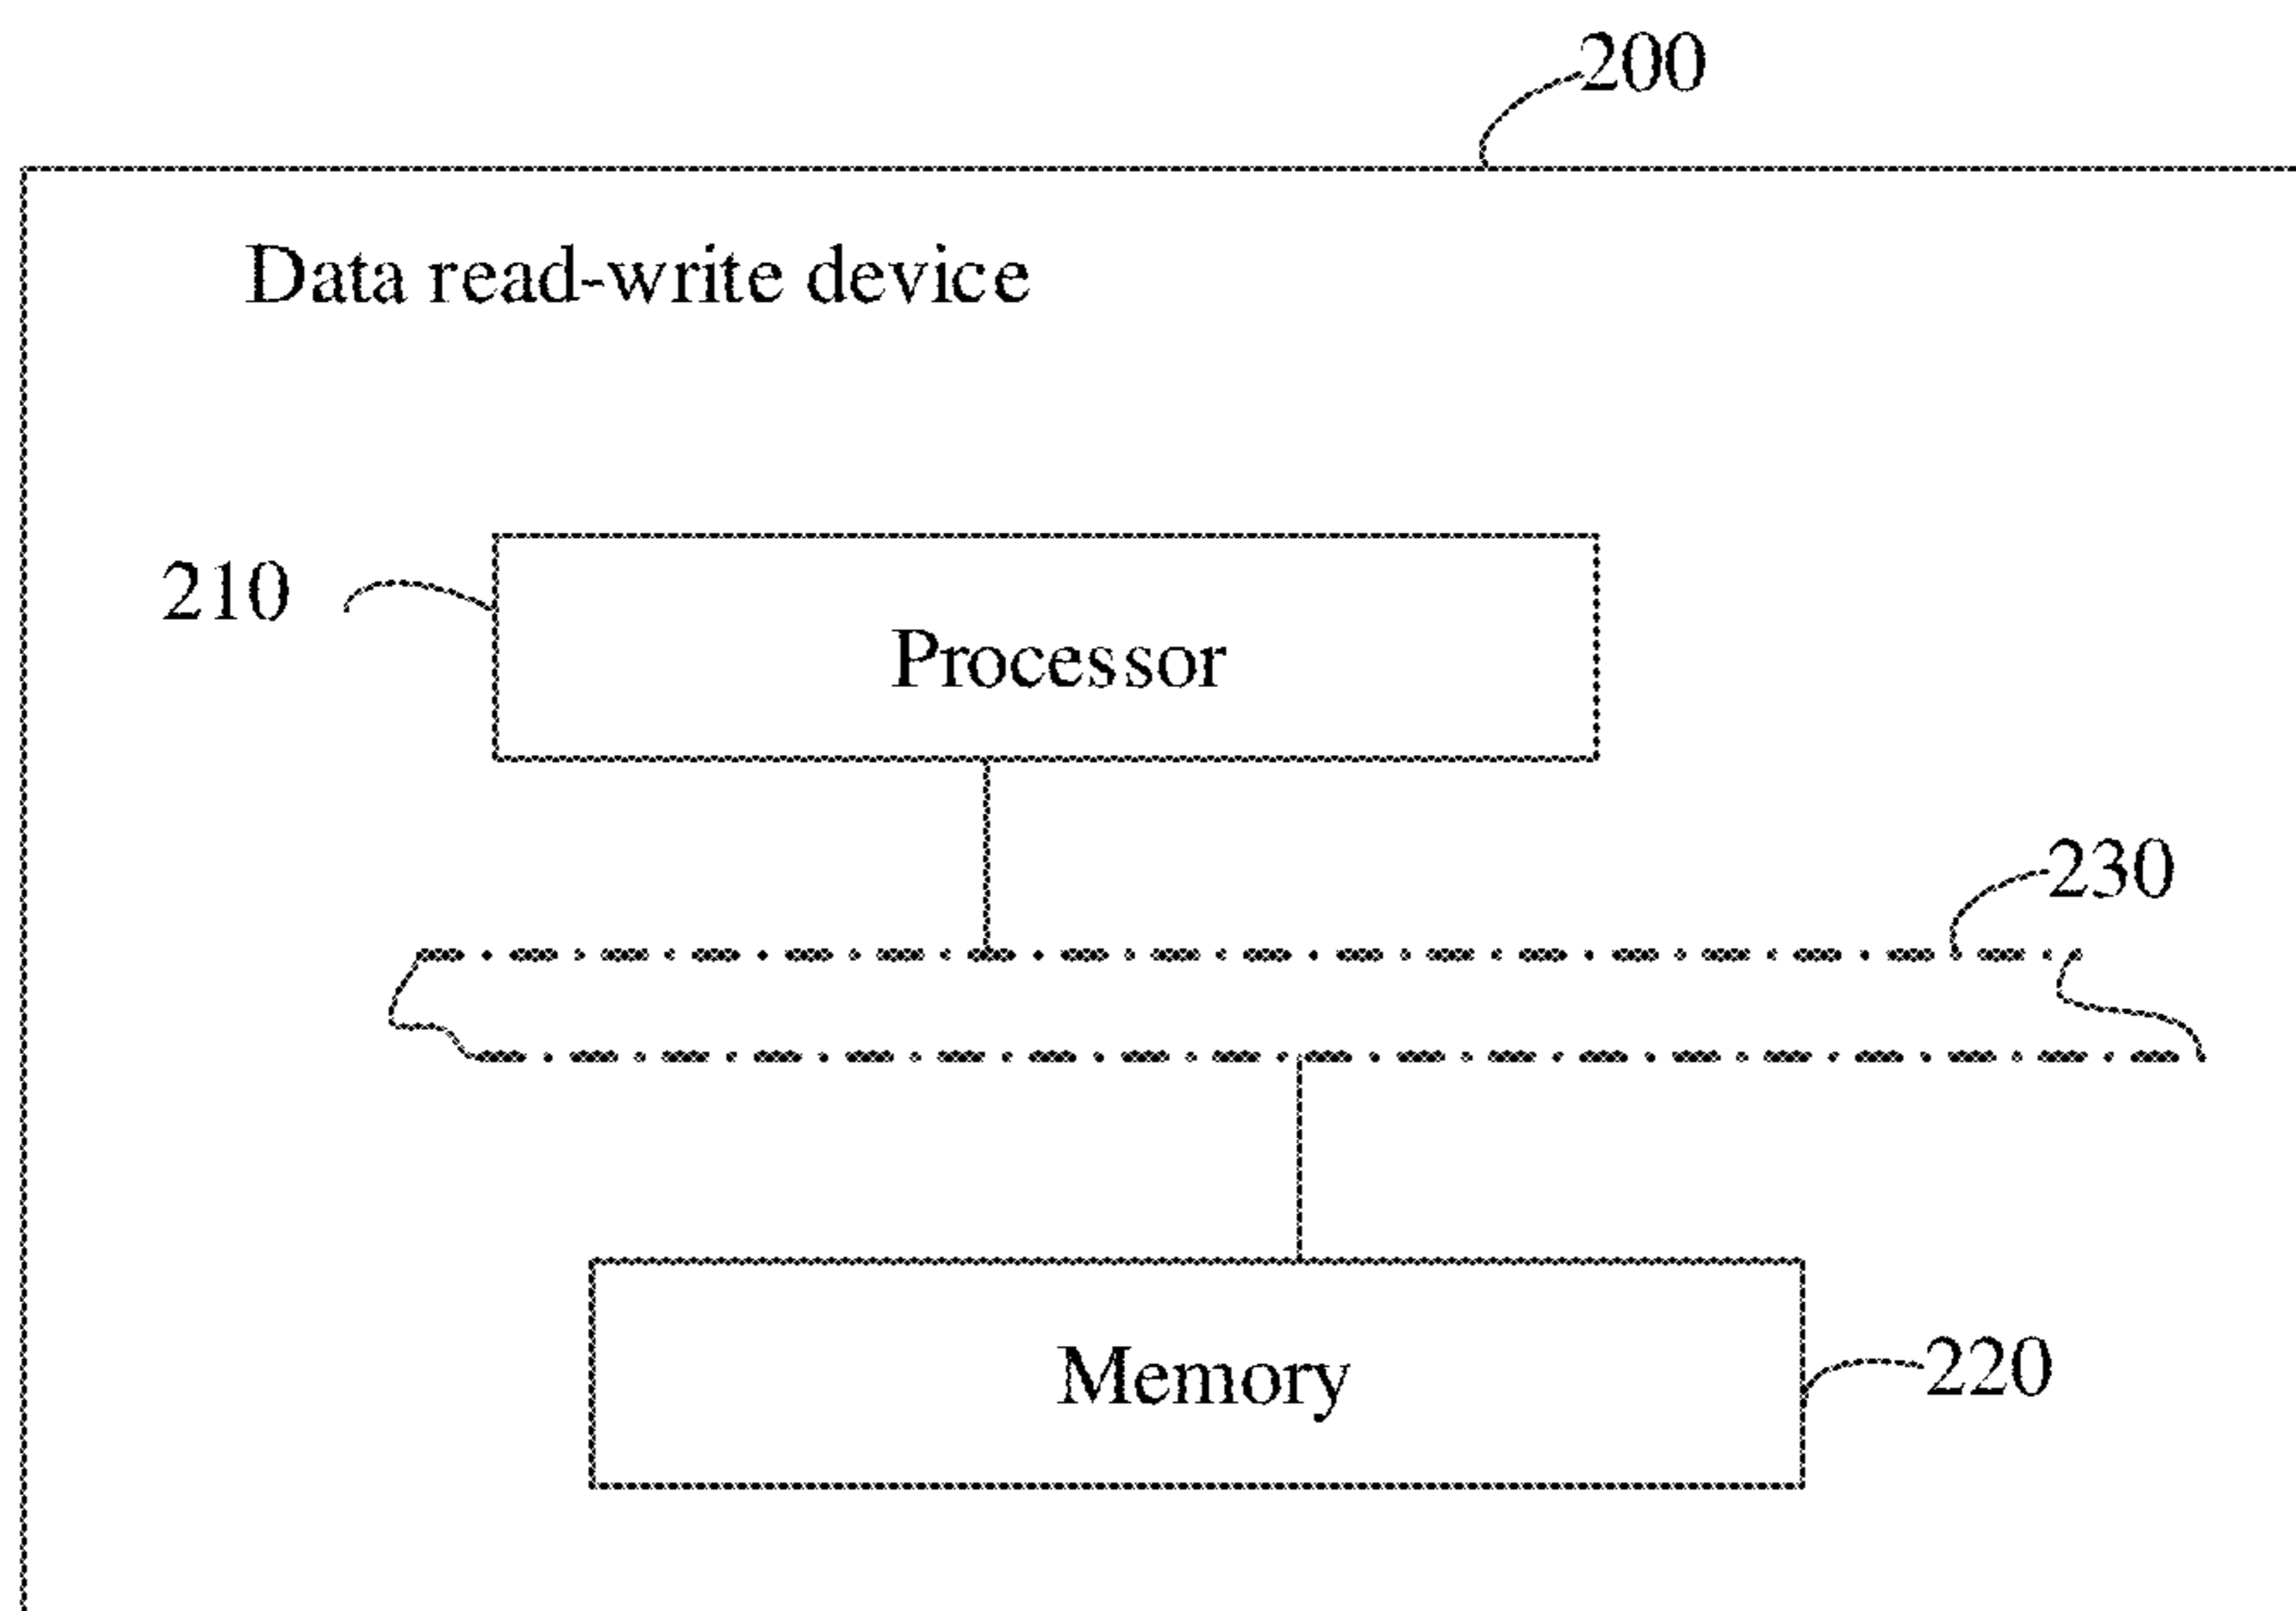 200
Data read-write device
210
Processor
230
Memory
220